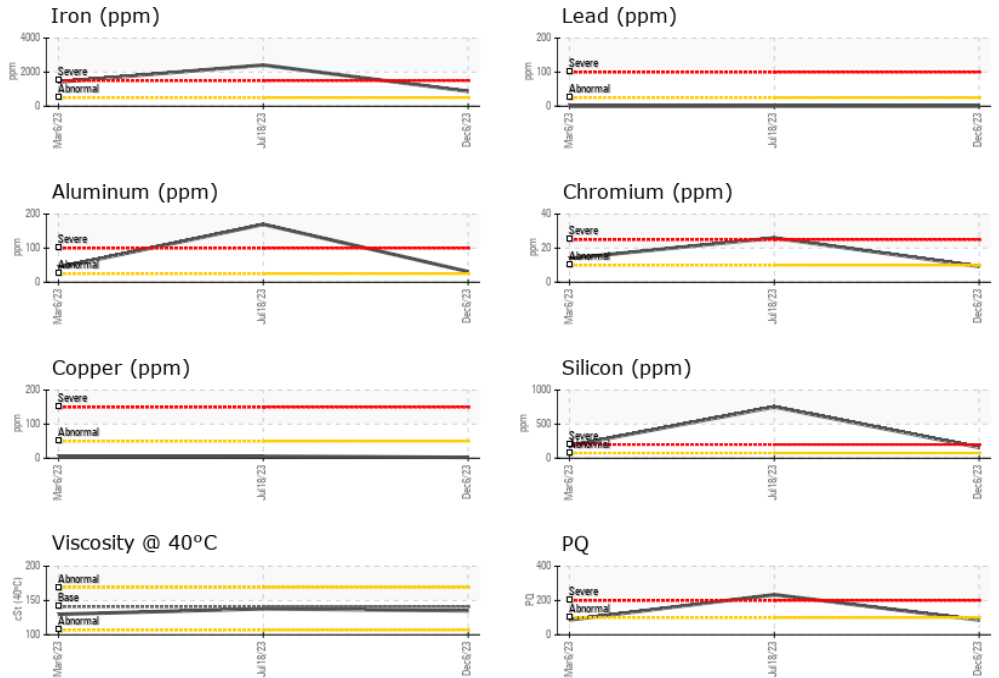 Iron (ppm)
4000
2000
0
ppm
Severe
Abnormal
Mar6/23
Jul18/23
Dec6/23
Lead (ppm)
200
100
0
ppm
Severe
Abnormal
Mar6/23
Jul18/23
Dec6/23
Aluminum (ppm)
200
100
0
ppm
Severe
Abnormal
Mar6/23
Jul18/23
Dec6/23
Chromium (ppm)
40
20
0
ppm
Severe
Abnormal
Mar6/23
Jul18/23
Dec6/23
Copper (ppm)
200
100
0
ppm
Severe
Abnormal
Mar6/23
Jul18/23
Dec6/23
Silicon (ppm)
1000
500
0
ppm
Severe
Abnormal
Mar6/23
Jul18/23
Dec6/23
Viscosity @ 40°C
200
150
100
cSt (40°C)
Abnormal
Base
Abnormal
Mar6/23
Jul18/23
Dec6/23
PQ
400
200
0
PQ
Severe
Abnormal
Mar6/23
Jul18/23
Dec6/23